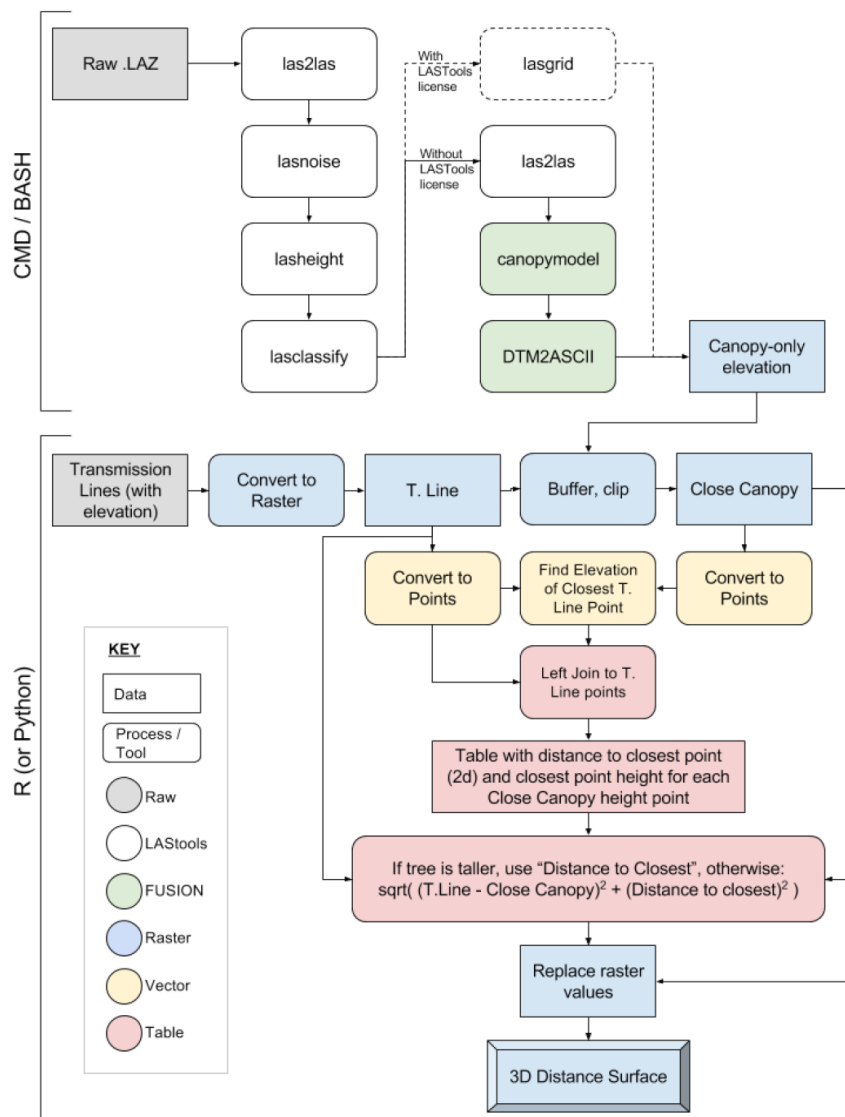 CMD / BASH
Raw .LAZ
las2las
With
LASTools
license
lasgrid
lasnoise
Without
LASTools
license
las2las
lasheight
canopymodel
lasclassify
DTM2ASCII
Canopy-only
elevation
R (or Python)
Transmission
Lines (with
elevation)
Convert to
Raster
T. Line
Buffer, clip
Close Canopy
Convert to
Points
Find Elevation
of Closest T.
Line Point
Convert to
Points
Left Join to T.
Line points
Table with distance to closest point
(2d) and closest point height for each
Close Canopy height point
If tree is taller, use “Distance to Closest”, otherwise:
sqrt( (T.Line - Close Canopy)² + (Distance to closest)² )
Replace raster
values
3D Distance Surface
KEY
Data
Process /
Tool
Raw
LAStools
FUSION
Raster
Vector
Table